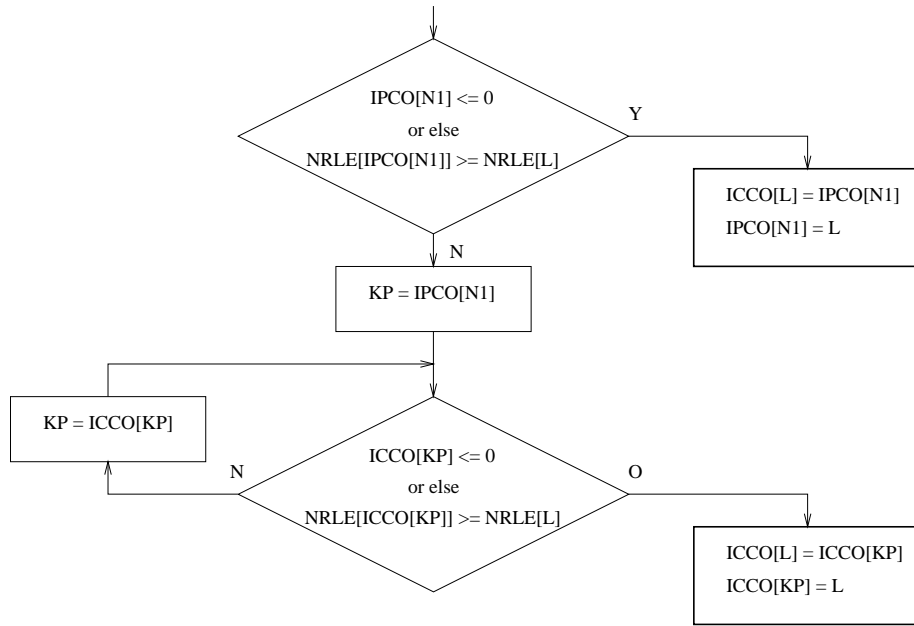 IPCO[N1] <= 0
or else
NRLE[IPCO[N1]] >= NRLE[L]
Y
ICCO[L] = IPCO[N1]
IPCO[N1] = L
N
KP = IPCO[N1]
KP = ICCO[KP]
N
ICCO[KP] <= 0
or else
NRLE[ICCO[KP]] >= NRLE[L]
O
ICCO[L] = ICCO[KP]
ICCO[KP] = L